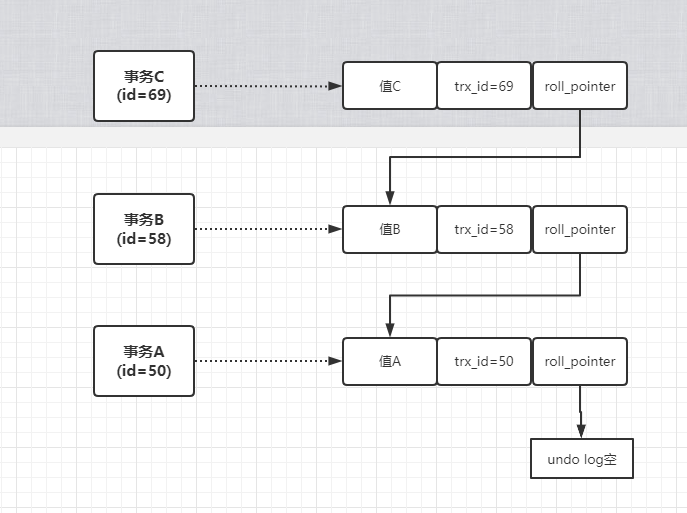 事务C
(id=69)
值C
trx_id=69
roll_pointer
事务B
(id=58)
值B
trx_id=58
roll_pointer
事务A
(id=50)
值A
trx_id=50
roll_pointer
undo log空